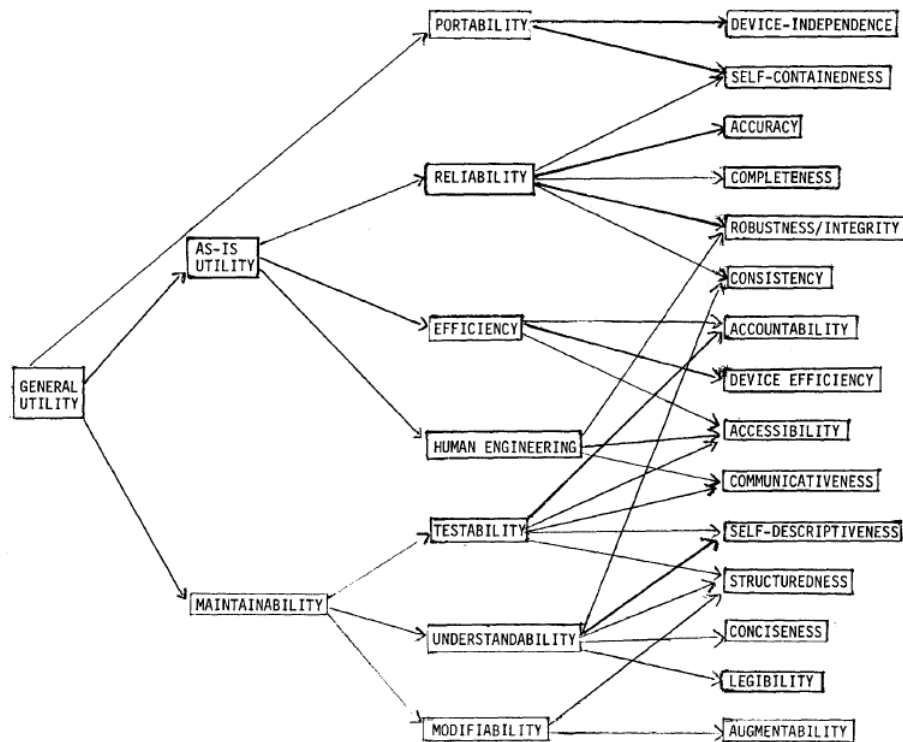 PORTABILITY
DEVICE-INDEPENDENCE
SELF-CONTAINEDNESS
ACCURACY
RELIABILITY
COMPLETENESS
ROBUSTNESS/INTEGRITY
AS-IS
UTILITY
CONSISTENCY
EFFICIENCY
ACCOUNTABILITY
DEVICE EFFICIENCY
GENERAL
UTILITY
ACCESSIBILITY
HUMAN ENGINEERING
COMMUNICATIVENESS
TESTABILITY
SELF-DESCRIPTIVENESS
STRUCTUREDNESS
MAINTAINABILITY
UNDERSTANDABILITY
CONCISENESS
LEGIBILITY
MODIFIABILITY
AUGMENTABILITY